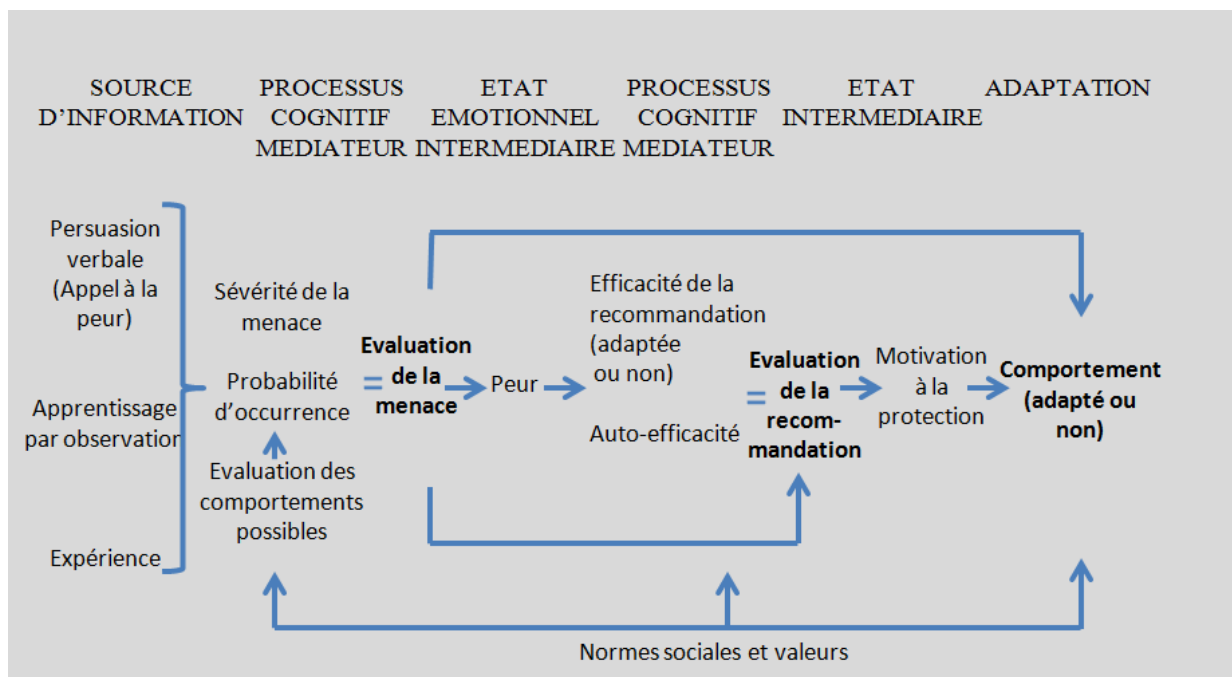 SOURCE
D’INFORMATION
PROCESSUS
COGNITIF
MEDIATEUR
ETAT
EMOTIONNEL
INTERMEDIAIRE
PROCESSUS
COGNITIF
MEDIATEUR
ETAT
INTERMEDIAIRE
ADAPTATION
Persuasion
verbale
(Appel à la
peur)
Apprentissage
par observation
Expérience
Sévérité de la
menace
Probabilité
d’occurrence
Evaluation des
comportements
possibles
=
Evaluation
de la
menace
Peur
Efficacité de la
recommandation
(adaptée
ou non)
Auto-efficacité
=
Evaluation
de la
recom-
mandation
Motivation
à la
protection
Comportement
(adapté ou
non)
Normes sociales et valeurs